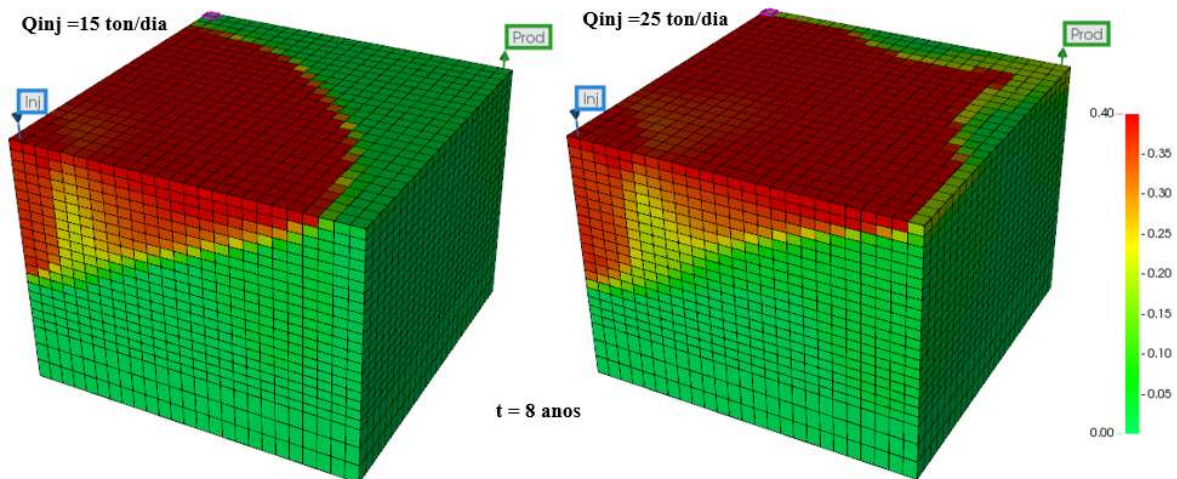 Qinj =15 ton/dia
Qinj =25 ton/dia
Prod
Prod
Inj
Inj
0.40
0.35
0.30
0.25
0.20
0.15
0.10
0.05
0.00
t = 8 anos